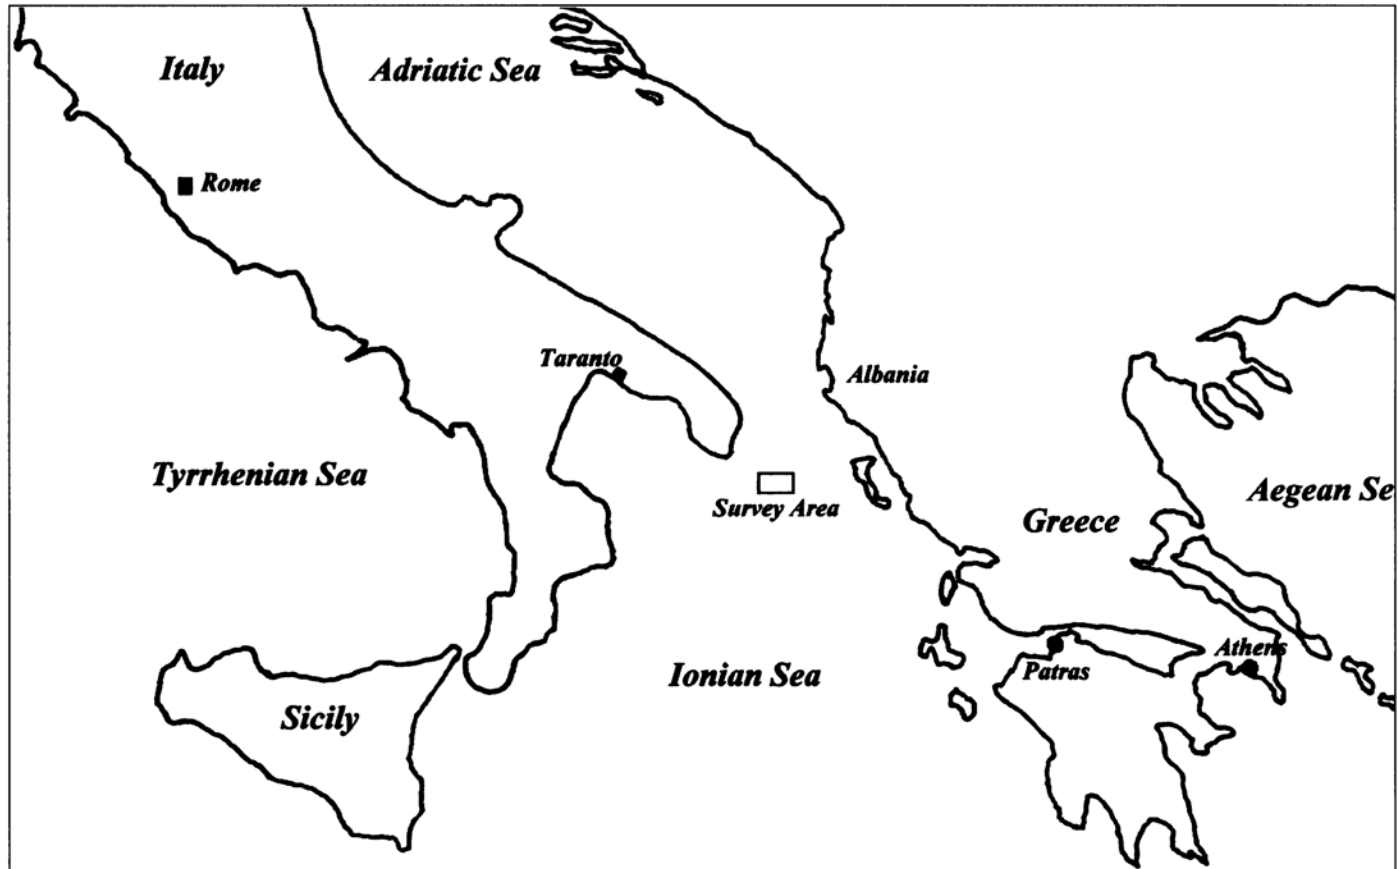 Italy
Adriatic Sea
Rome
Taranto
Albania
Tyrrhenian Sea
Survey Area
Greece
Aegean Se
Ionian Sea
Patras
Athens
Sicily